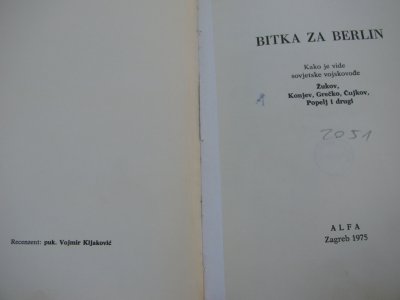 Recenzent: puk. Vojmir Kljaković
BITKA ZA BERLIN
Kako je vide
sovjetske vojskovođe
Žukov,
Konjev, Grečko, Čujkov,
Popelj i drugi
1
2051
ALFA
Zagreb 1975